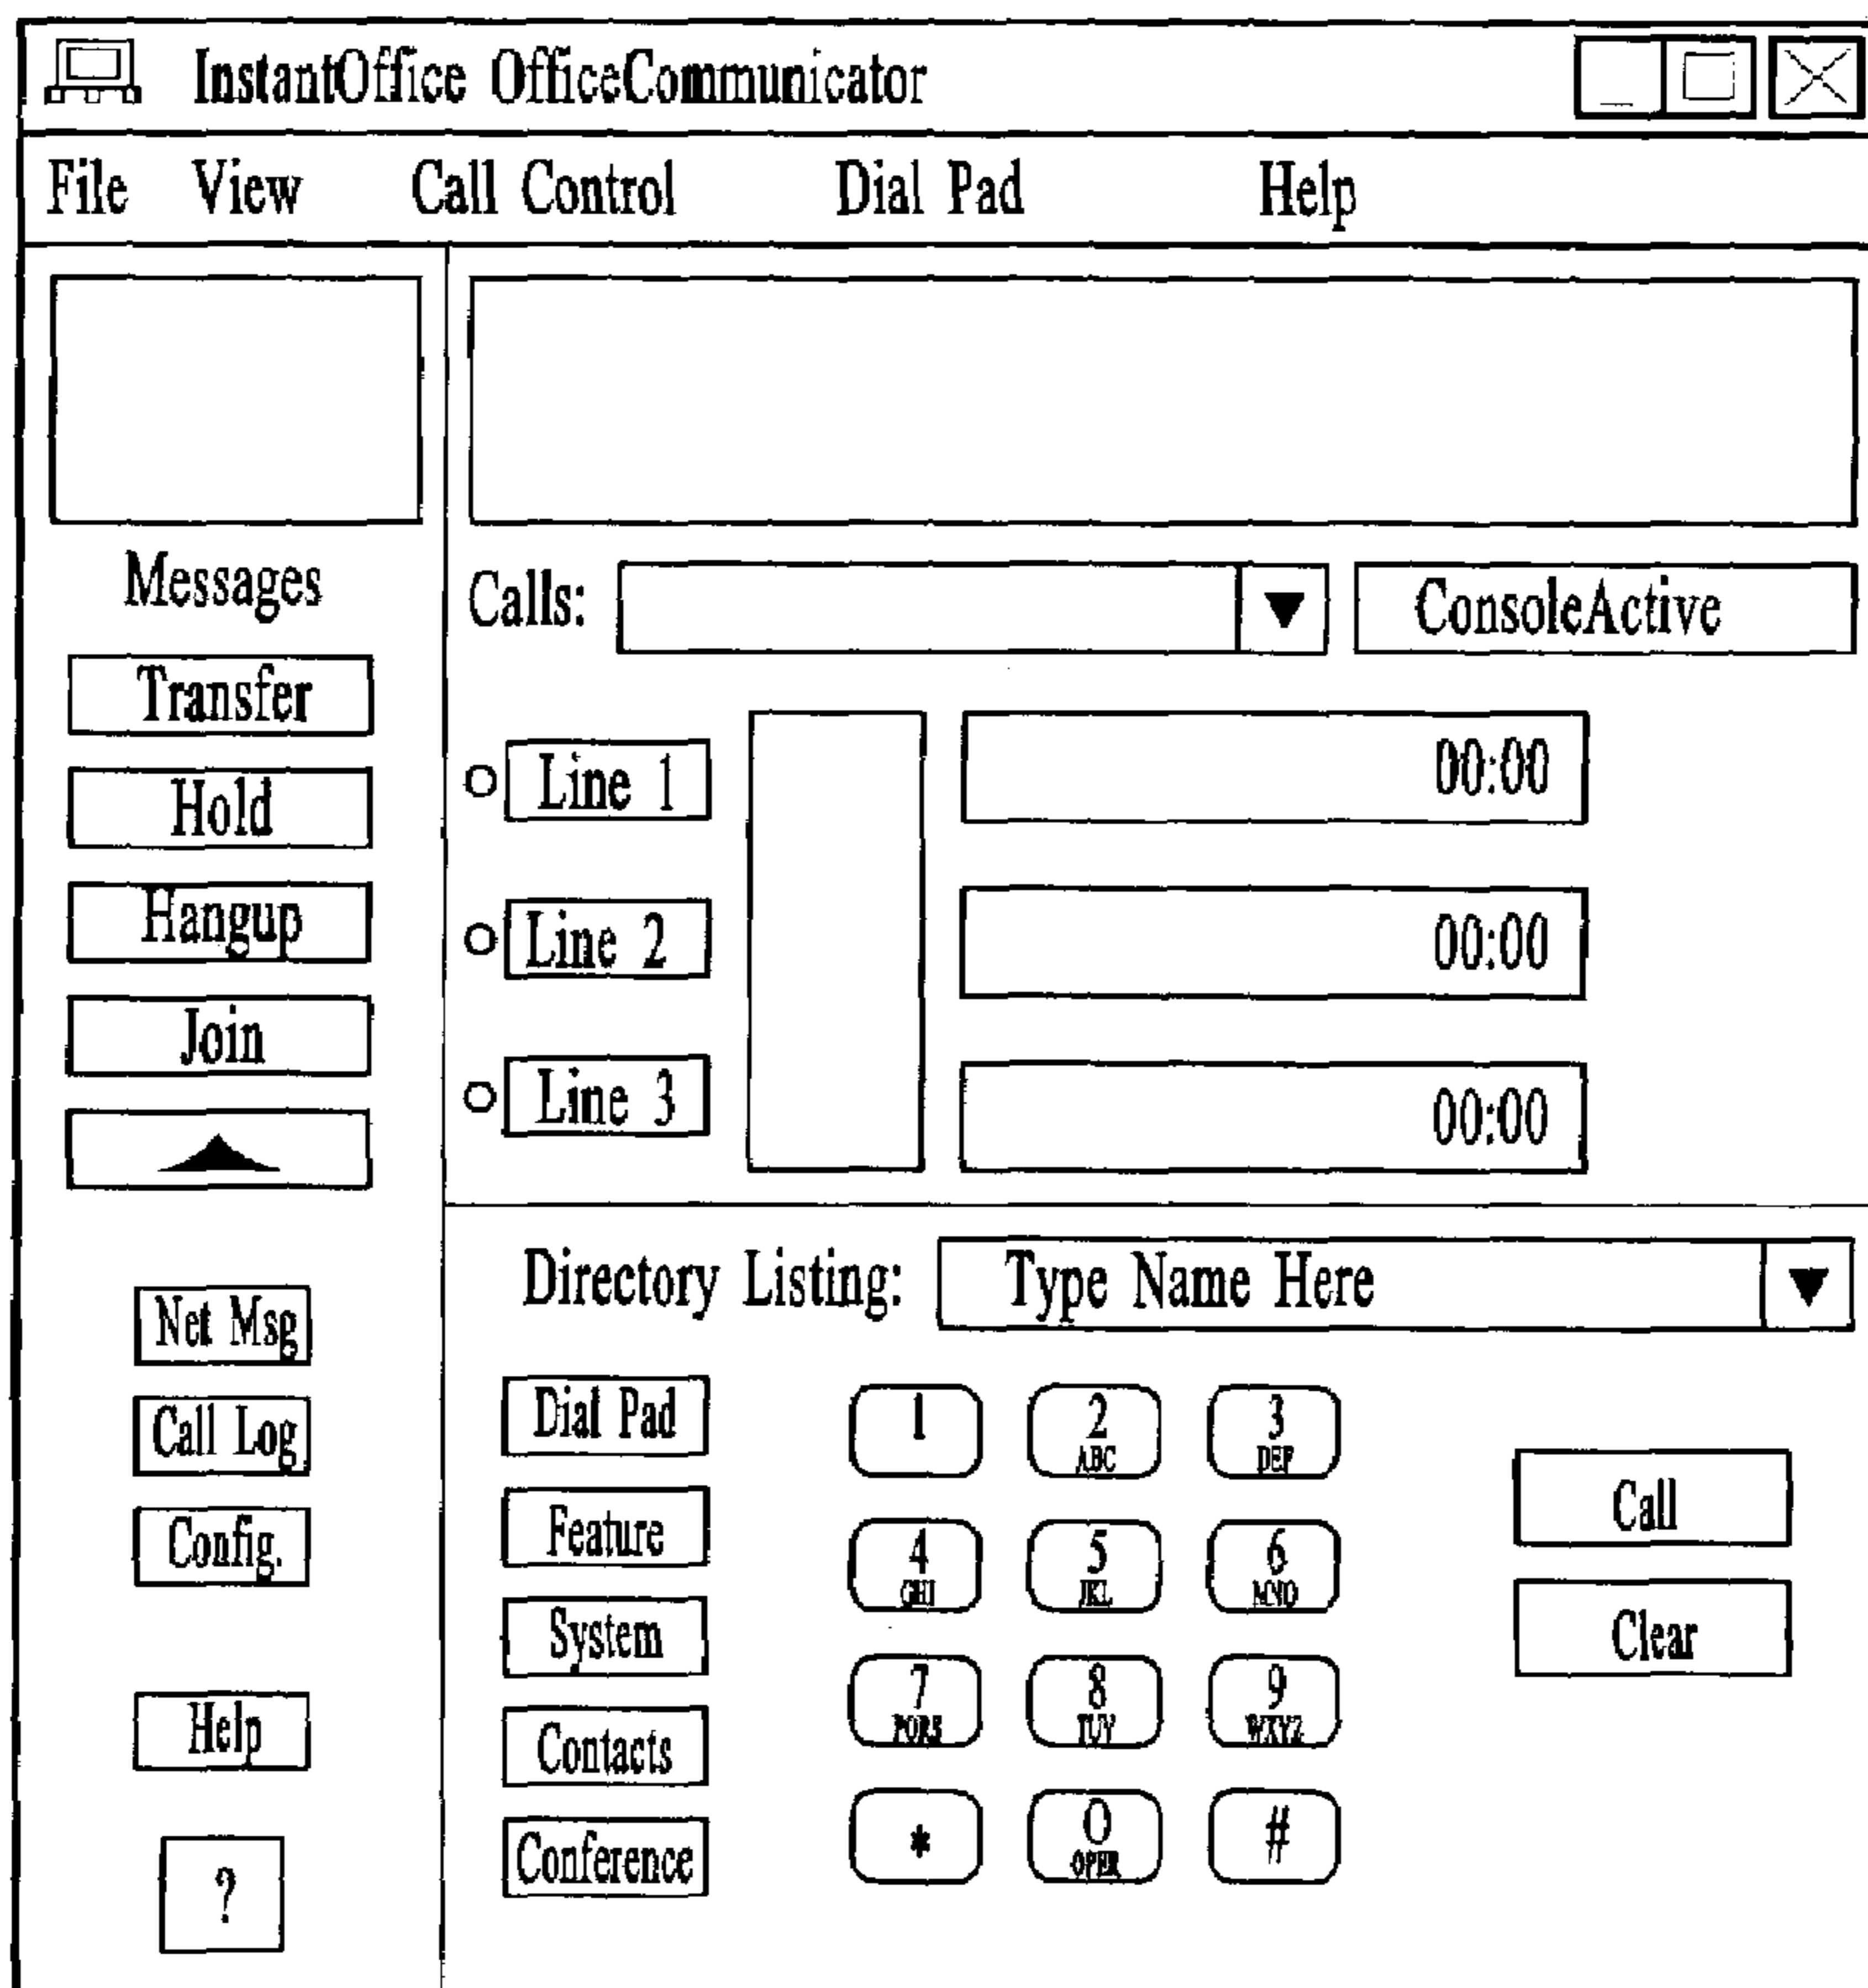 InstantOffice OfficeCommunicator
File View Call Control Dial Pad Help
Messages
Calls: ConsoleActive
Transfer
Hold
Hangup
Join
Line 1 00:00
Line 2 00:00
Line 3 00:00
Directory Listing: Type Name Here
Net Msg
Call Log
Config.
Help
?
Dial Pad
Feature
System
Contacts
Conference
1 2 3
ABC DEF
4 5 6
GHI JKL MNO
7 8 9
PQRS TUV WXYZ
* 0 #
OPER
Call
Clear